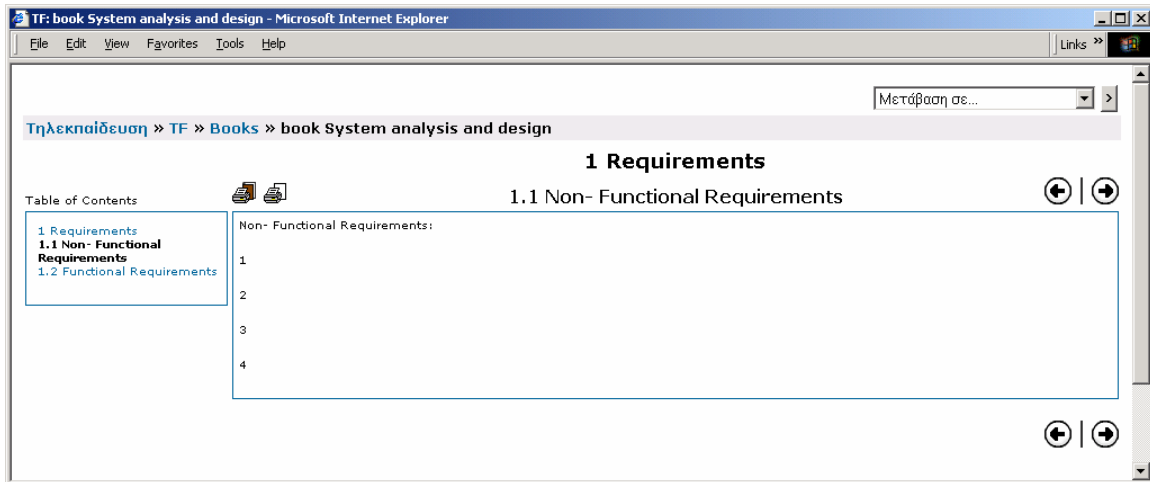 TF: book System analysis and design - Microsoft Internet Explorer
File Edit View Favorites Tools Help Links »
Μετάβαση σε...
Τηλεκπαίδευση » TF » Books » book System analysis and design
1 Requirements
Table of Contents
1.1 Non- Functional Requirements
1 Requirements
1.1 Non- Functional
Requirements
1.2 Functional Requirements
Non- Functional Requirements:
1
2
3
4